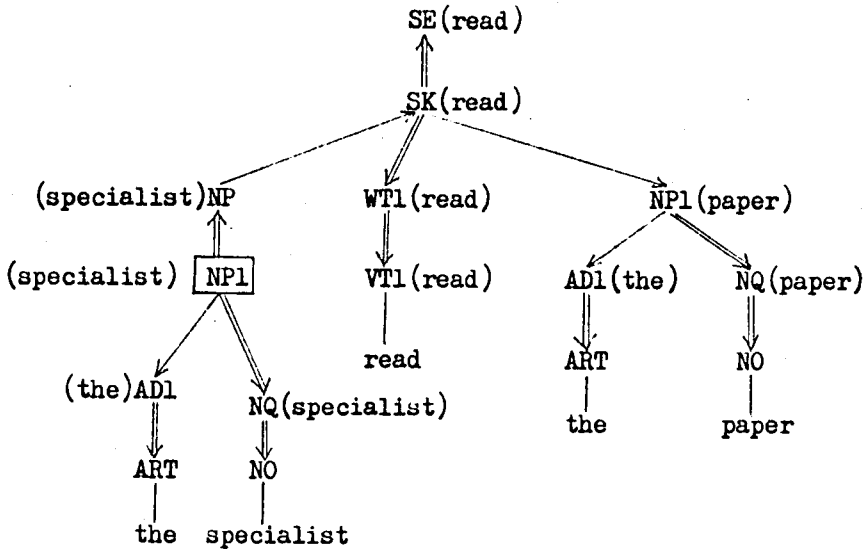 SE(read)
SK(read)
(specialist)NP WT1(read) NP1(paper)
(specialist) NP1 VT1(read) AD1(the) NQ(paper)
read ART NO
(the)AD1 NQ(specialist)
the paper
ART NO
the specialist